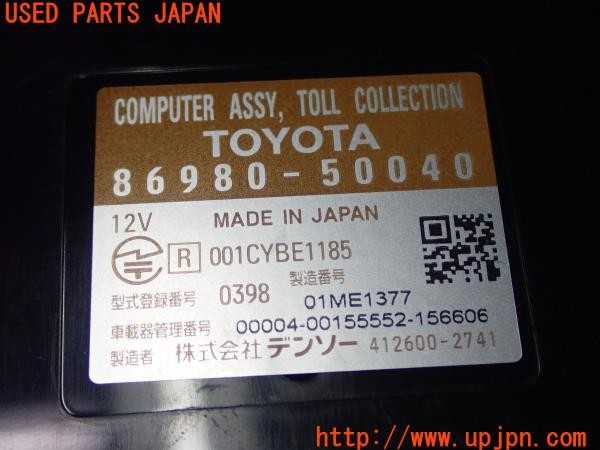 USED PARTS JAPAN
COMPUTER ASSY, TOLL COLLECTION
TOYOTA
86980-50040
12V MADE IN JAPAN
R 001CYBE1185
製造番号
型式登録番号 0398 01ME1377
車載器管理番号 00004-00155552-156606
製造者 株式会社 デンソー 412600-2741
http://www.upjpn.com